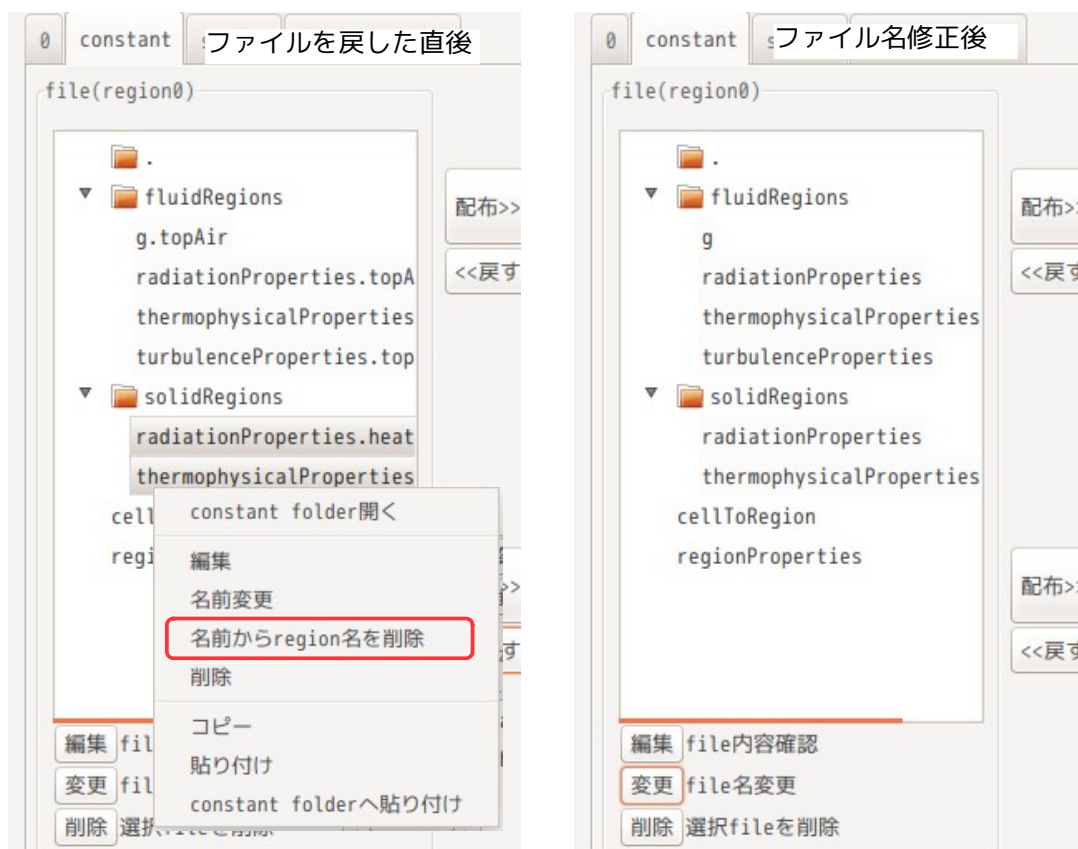 0 constant
ファイルを戻した直後
file(region0)
.
fluidRegions
g.topAir
radiationProperties.topA
thermophysicalProperties
turbulenceProperties.top
solidRegions
radiationProperties.heat
thermophysicalProperties
cell
regi
配布>>
<<戻す
constant folder開く
編集
名前変更
名前からregion名を削除
削除
コピー
貼り付け
constant folderへ貼り付け
>>
す
編集 fil
変更 fil
削除
0 constant
ファイル名修正後
file(region0)
.
fluidRegions
g
radiationProperties
thermophysicalProperties
turbulenceProperties
solidRegions
radiationProperties
thermophysicalProperties
cellToRegion
regionProperties
配布>
<<戻す
配布>
<<戻す
編集 file内容確認
変更 file名変更
削除 選択fileを削除